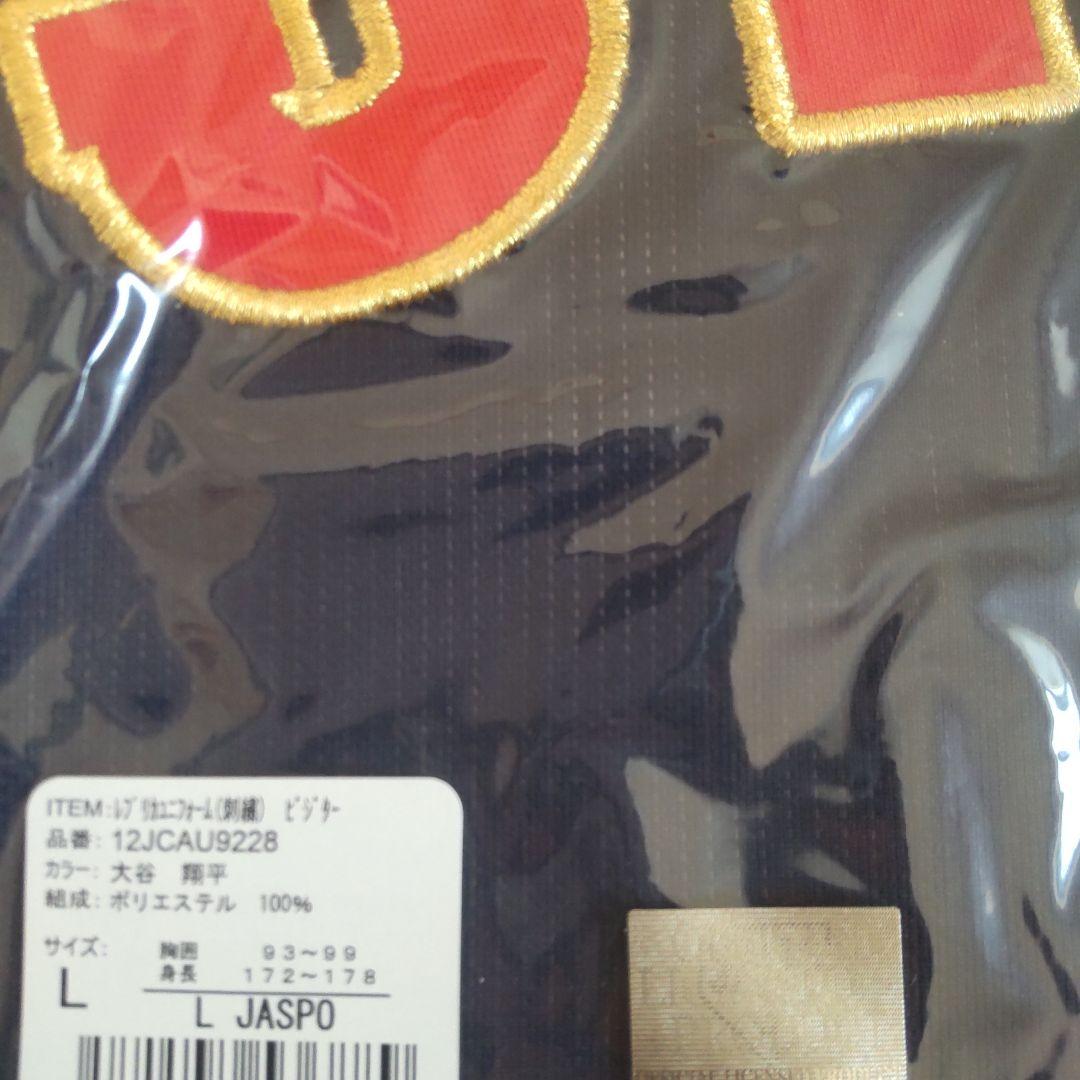 ITEM:ﾚﾌﾟﾘｶﾕﾆﾌｫｰﾑ(刺繍) ビジター
品番: 12JCAU9228
カラー: 大谷 翔平
組成: ポリエステル 100%
サイズ: 胸囲 93～99
L 身長 172～178
L JASPO